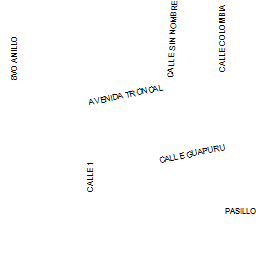 8VO ANILLO
CALLE SIN NOMBRE
CALLE COLOMBIA
AVENIDA TRONCAL
CALLE GUAPURU
CALLE 1
PASILLO